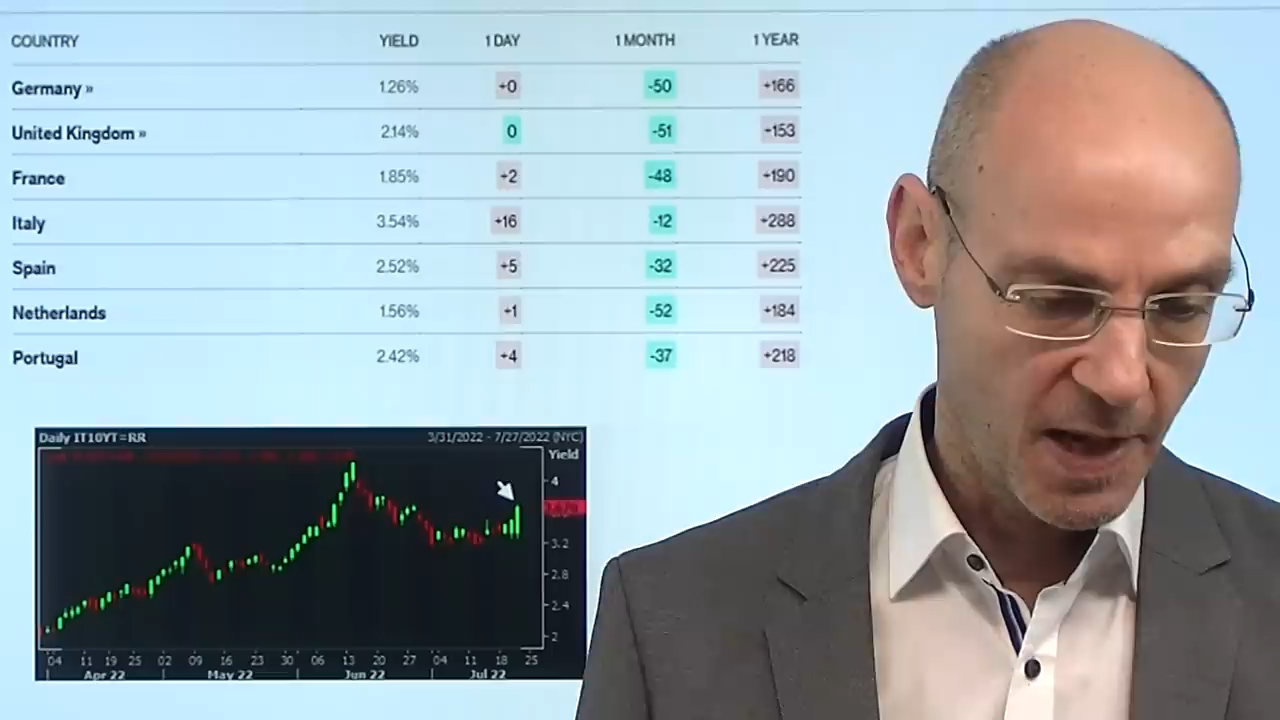 COUNTRY YIELD 1 DAY 1 MONTH 1 YEAR
Germany » 1.26% +0 -50 +166
United Kingdom » 2.14% 0 -51 +153
France 1.85% +2 -48 +190
Italy 3.54% +16 -12 +288
Spain 2.52% +5 -32 +225
Netherlands 1.56% +1 -52 +184
Portugal 2.42% +4 -37 +218
Daily IT10YT=RR 3/31/2022 - 7/27/2022 (NYC)
Yield
4
3.2
2.8
2.4
2
04 11 19 25 02 09 16 23 30 06 13 20 27 04 11 18 25
Apr 22 May 22 Jun 22 Jul 22